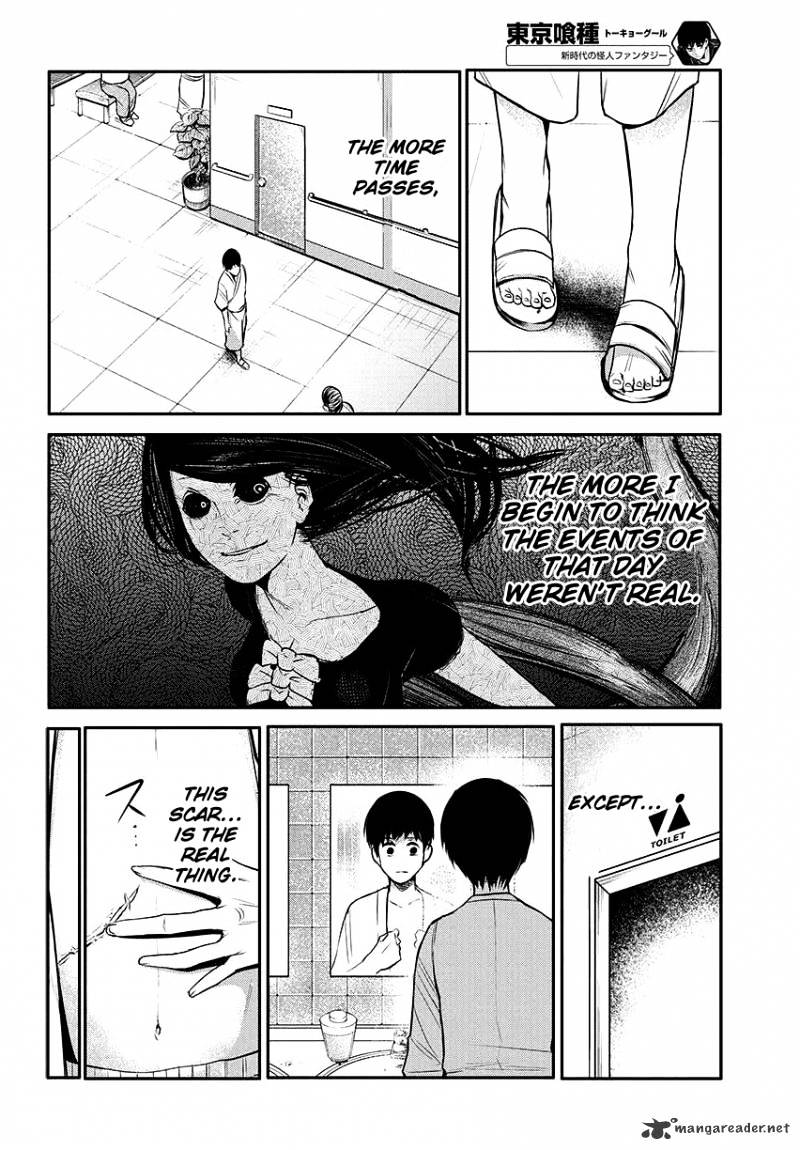 東京喰種 トーキョーグール
新時代の怪人ファンタジー
THE MORE
TIME
PASSES,
THE MORE I
BEGIN TO THINK
THE EVENTS OF
THAT DAY
WEREN'T REAL.
EXCEPT...
TOILET
THIS
SCAR...
IS THE
REAL
THING.
ス
mangareader.net